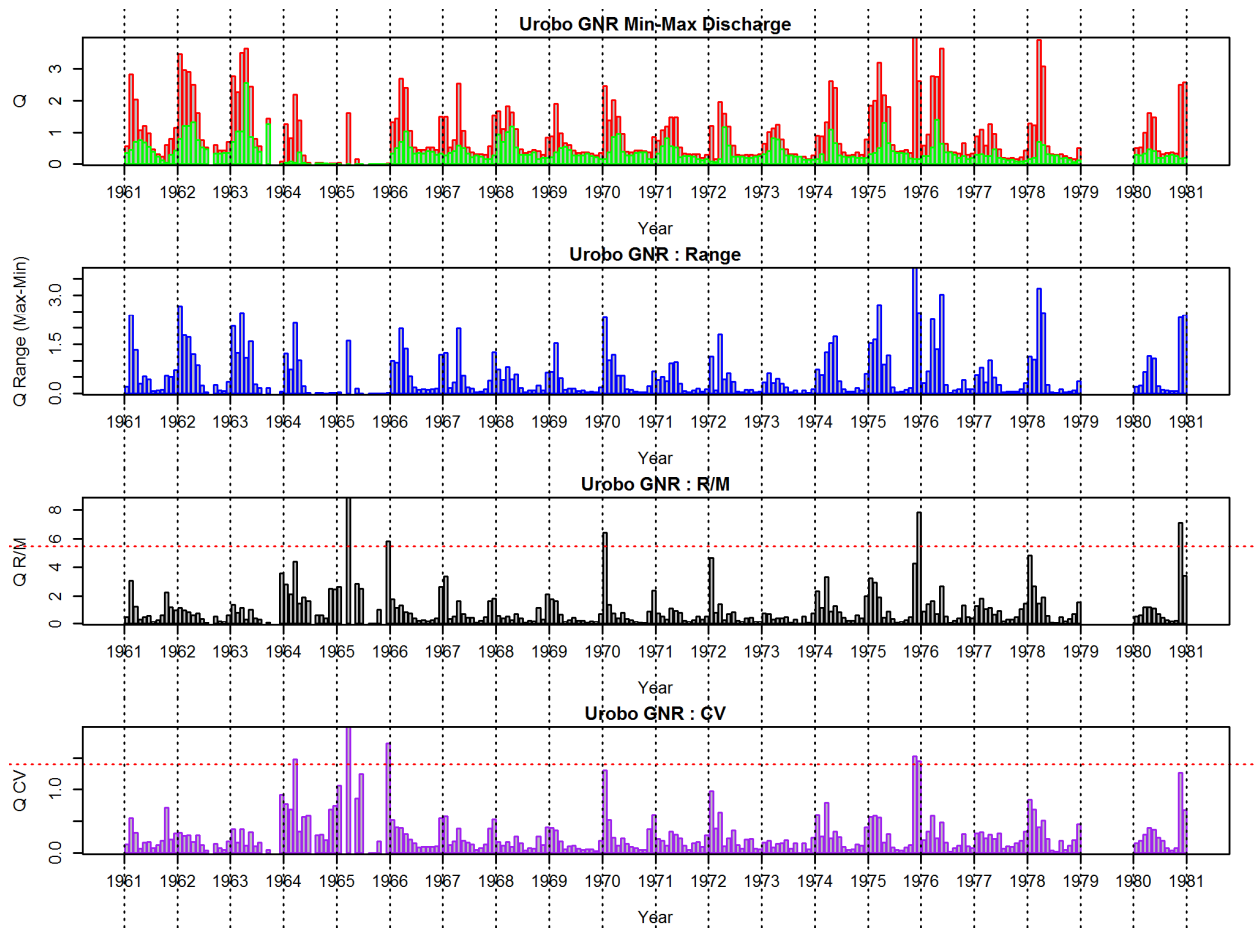 Urobo GNR Min-Max Discharge
Q
0 1 2 3
1961 1962 1963 1964 1965 1966 1967 1968 1969 1970 1971 1972 1973 1974 1975 1976 1977 1978 1979 1980 1981
Year
Urobo GNR : Range
Q Range (Max-Min)
0.0 1.5 3.0
1961 1962 1963 1964 1965 1966 1967 1968 1969 1970 1971 1972 1973 1974 1975 1976 1977 1978 1979 1980 1981
Year
Urobo GNR : R/M
Q R/M
0 2 4 6 8
1961 1962 1963 1964 1965 1966 1967 1968 1969 1970 1971 1972 1973 1974 1975 1976 1977 1978 1979 1980 1981
Year
Urobo GNR : CV
Q CV
0.0 1.0
1961 1962 1963 1964 1965 1966 1967 1968 1969 1970 1971 1972 1973 1974 1975 1976 1977 1978 1979 1980 1981
Year